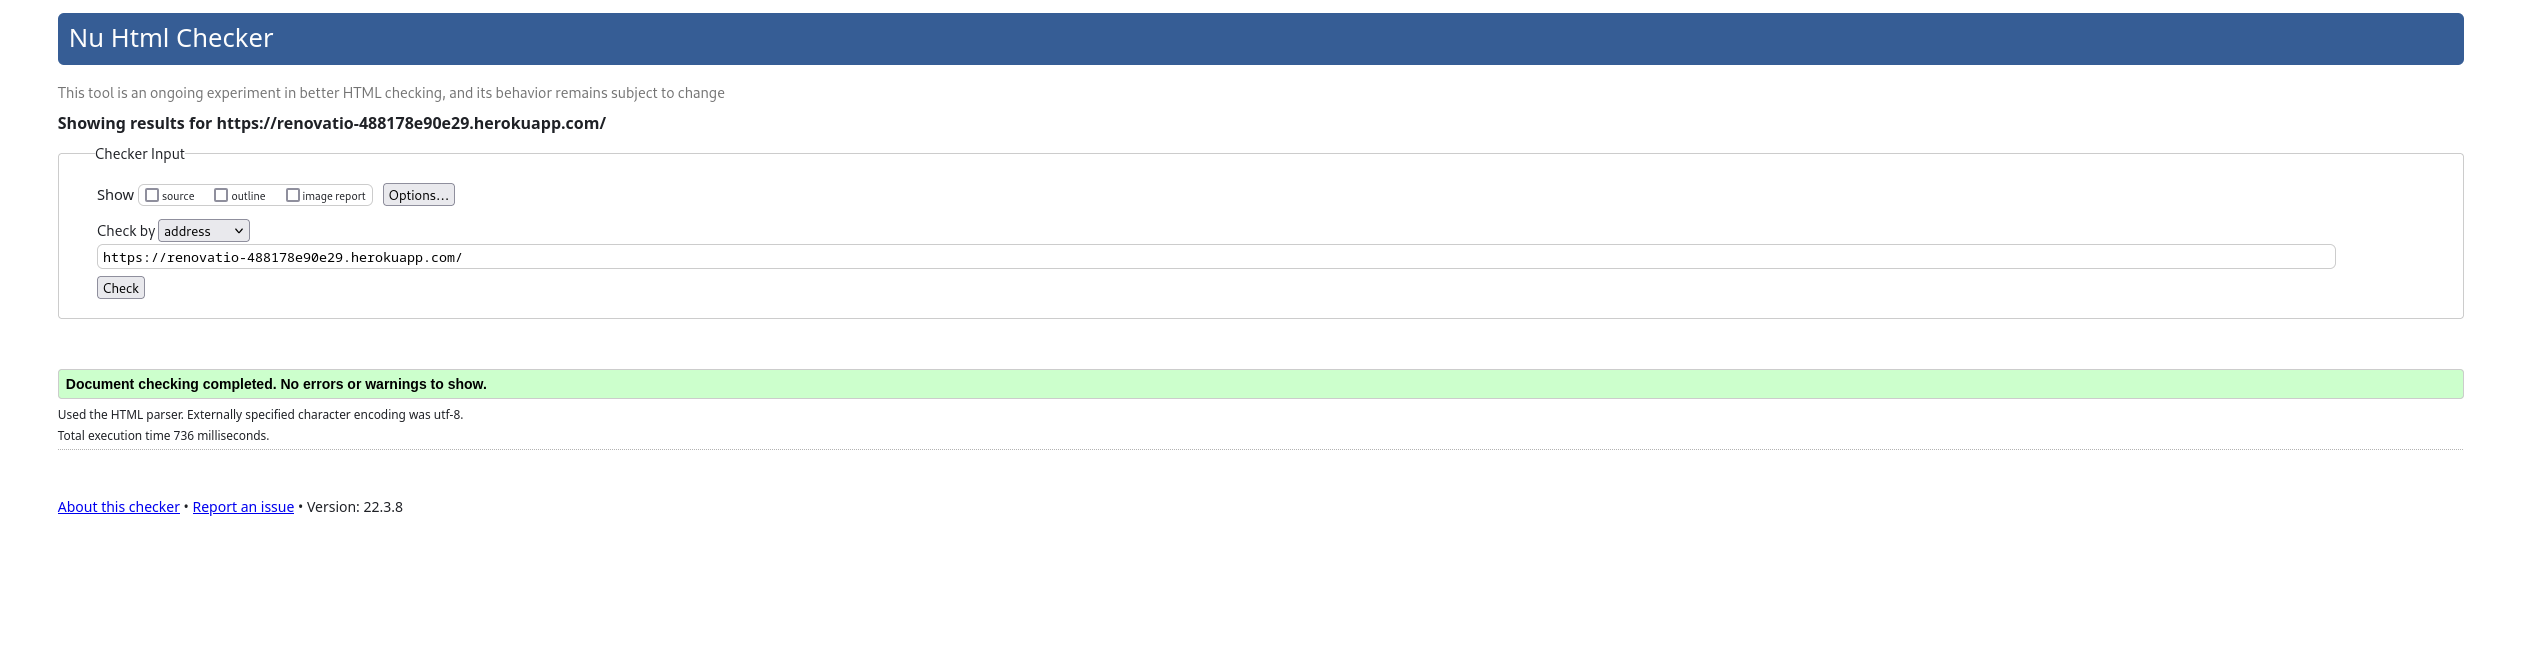 Nu Html Checker
This tool is an ongoing experiment in better HTML checking, and its behavior remains subject to change
Showing results for https://renovatio-488178e90e29.herokuapp.com/
Checker Input
Show source outline image report Options...
Check by address
https://renovatio-488178e90e29.herokuapp.com/
Check
Document checking completed. No errors or warnings to show.
Used the HTML parser. Externally specified character encoding was utf-8.
Total execution time 736 milliseconds.
About this checker • Report an issue • Version: 22.3.8